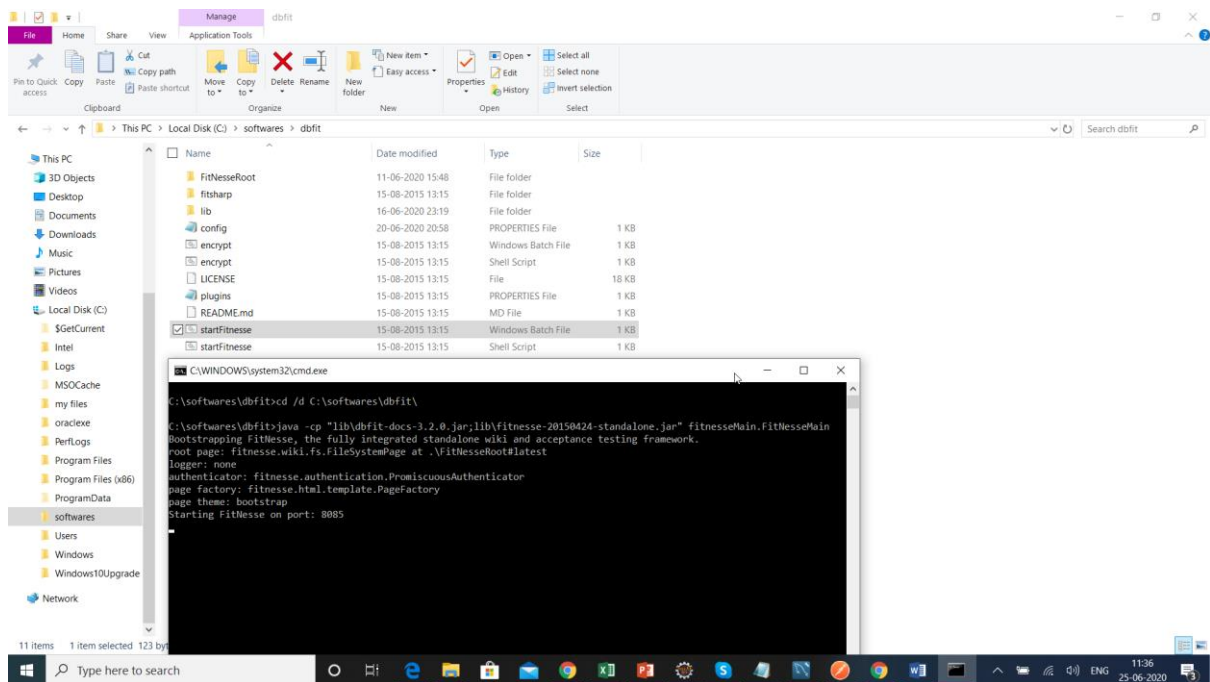 Manage dbfit
File Home Share View Application Tools
Pin to Quick access Copy Paste Cut Copy path Paste shortcut
Move to Copy to Delete Rename New folder
New item Easy access Properties Open Edit History
Select all Select none Invert selection
Clipboard Organize New Open Select
This PC > Local Disk (C:) > softwares > dbfit Search dbfit
Name Date modified Type Size
This PC
3D Objects
Desktop
Documents
Downloads
Music
Pictures
Videos
Local Disk (C:)
$GetCurrent
Intel
Logs
MSOCache
my files
oraclexe
PerfLogs
Program Files
Program Files (x86)
ProgramData
softwares
Users
Windows
Windows10Upgrade
Network
FitNesseRoot 11-06-2020 15:48 File folder
fitsharp 15-08-2015 13:15 File folder
lib 16-06-2020 23:19 File folder
config 20-06-2020 20:58 PROPERTIES File 1 KB
encrypt 15-08-2015 13:15 Windows Batch File 1 KB
encrypt 15-08-2015 13:15 Shell Script 1 KB
LICENSE 15-08-2015 13:15 File 18 KB
plugins 15-08-2015 13:15 PROPERTIES File 1 KB
README.md 15-08-2015 13:15 MD File 1 KB
startFitnesse 15-08-2015 13:15 Windows Batch File 1 KB
startFitnesse 15-08-2015 13:15 Shell Script 1 KB
C:\WINDOWS\system32\cmd.exe
C:\softwares\dbfit>cd /d C:\softwares\dbfit\
C:\softwares\dbfit>java -cp "lib\dbfit-docs-3.2.0.jar;lib\fitnesse-20150424-standalone.jar" fitnesseMain.FitNesseMain
Bootstrapping FitNesse, the fully integrated standalone wiki and acceptance testing framework.
root page: fitnesse.wiki.fs.FileSystemPage at .\FitNesseRoot#latest
logger: none
authenticator: fitnesse.authentication.PromiscuousAuthenticator
page factory: fitnesse.html.template.PageFactory
page theme: bootstrap
Starting FitNesse on port: 8085
11 items 1 item selected 123 byt
Type here to search
ENG 11:36
25-06-2020